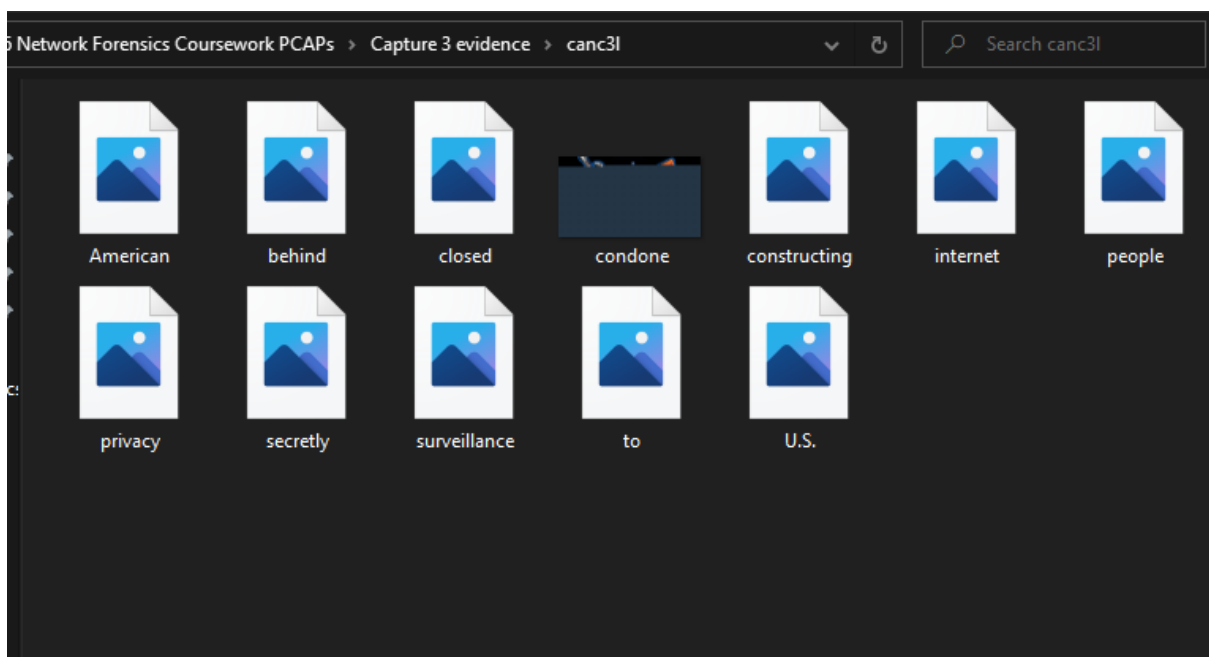 Network Forensics Coursework PCAPs > Capture 3 evidence > canc3l
Search canc3l
American behind closed condone constructing internet people
privacy secretly surveillance to U.S.